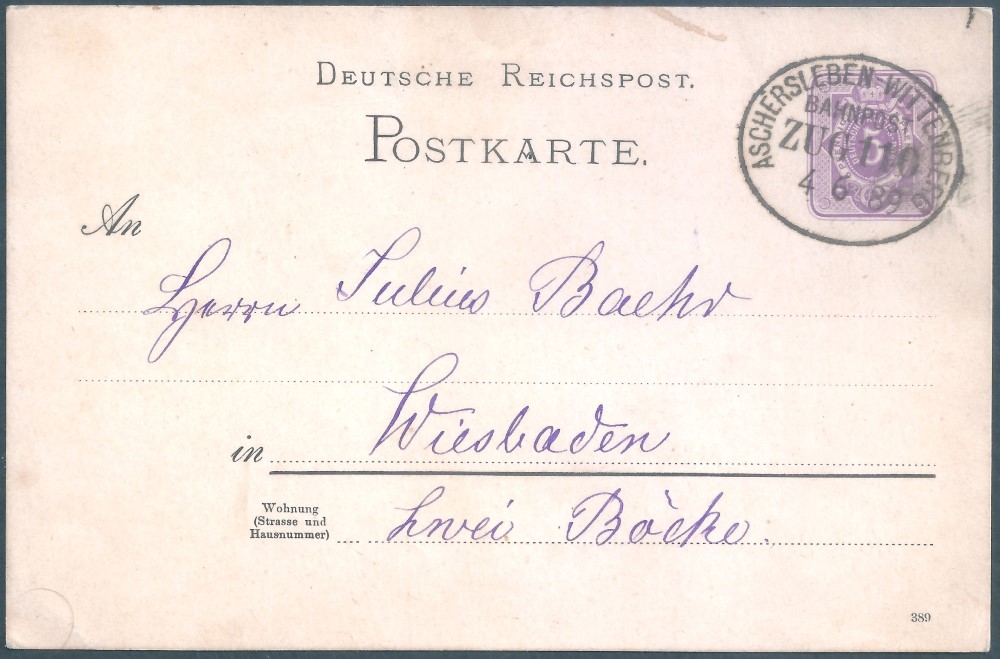 DEUTSCHE REICHSPOST.
POSTKARTE.
ASCHERSLEBEN-WITTENBERG
BAHNPOST
ZUG 110
4 6 89
5
An
Herrn Julius Baehr
in Wiesbaden
Wohnung
(Strasse und
Hausnummer)
zwei Böcke.
389